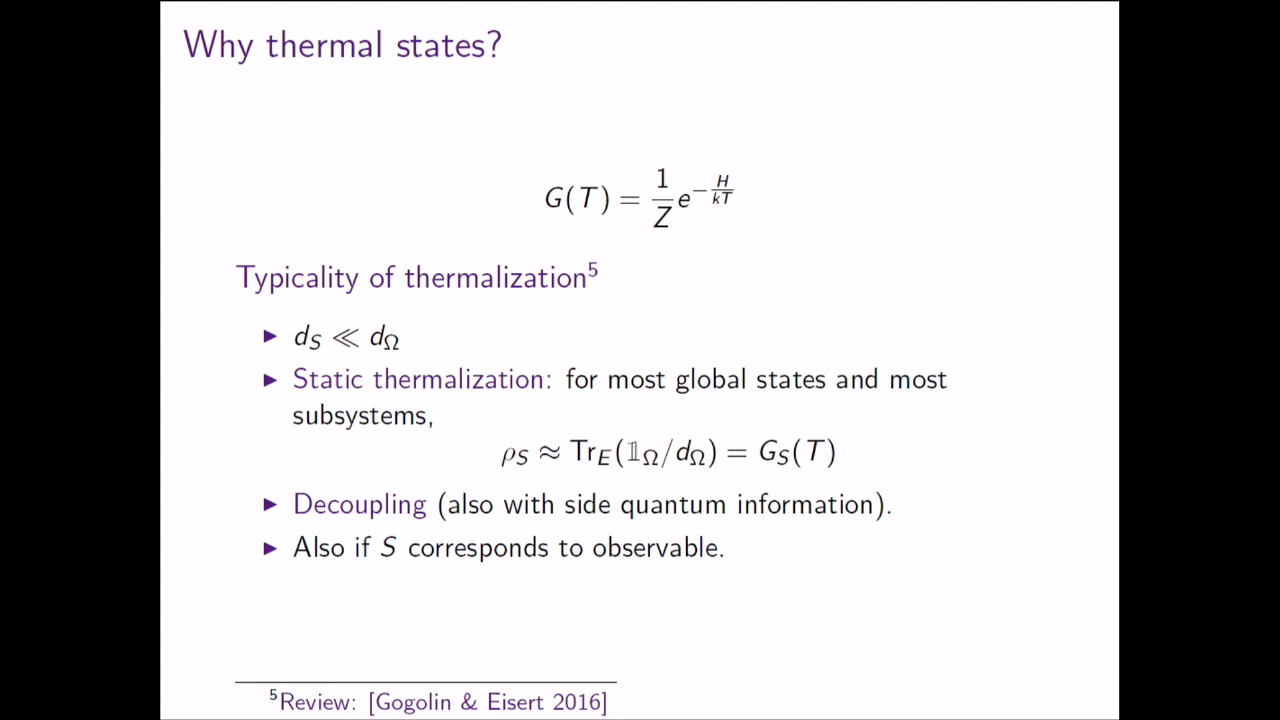 Why thermal states?
G(T) = \frac{1}{Z} e^{-\frac{H}{kT}}
Typicality of thermalization⁵
▶ d_S ≪ d_Ω
▶ Static thermalization: for most global states and most
subsystems,
ρ_S ≈ Tr_E(𝟙_Ω/d_Ω) = G_S(T)
▶ Decoupling (also with side quantum information).
▶ Also if S corresponds to observable.
⁵Review: [Gogolin & Eisert 2016]